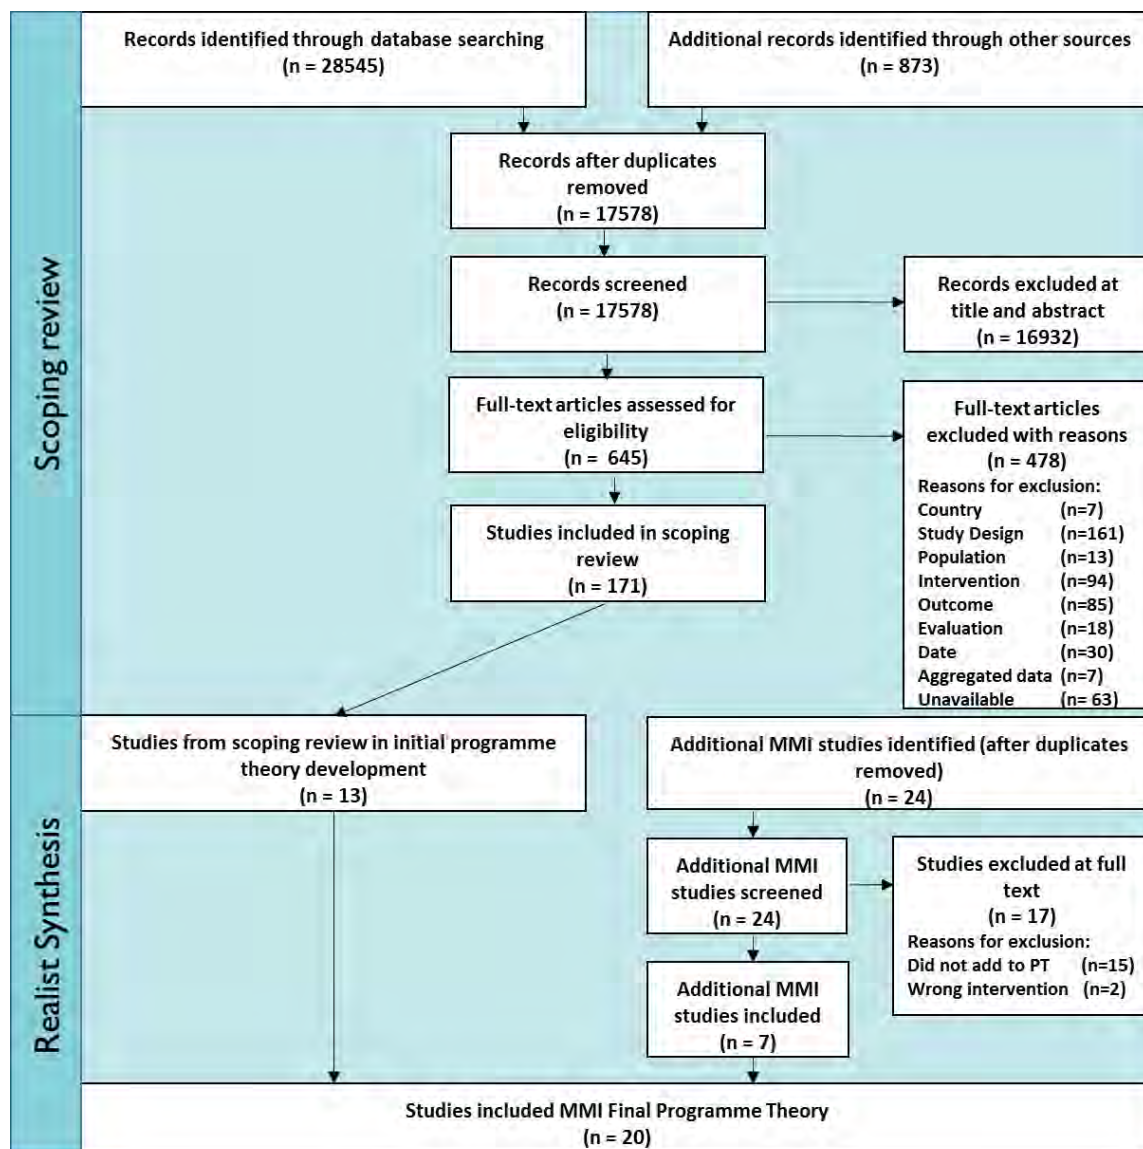 Scoping review
Records identified through database searching
(n = 28545)
Additional records identified through other sources
(n = 873)
Records after duplicates
removed
(n = 17578)
Records screened
(n = 17578)
Records excluded at
title and abstract
(n = 16932)
Full-text articles assessed for
eligibility
(n = 645)
Full-text articles
excluded with reasons
(n = 478)
Reasons for exclusion:
Country (n=7)
Study Design (n=161)
Population (n=13)
Intervention (n=94)
Outcome (n=85)
Evaluation (n=18)
Date (n=30)
Aggregated data (n=7)
Unavailable (n= 63)
Studies included in scoping
review
(n = 171)
Realist Synthesis
Studies from scoping review in initial programme
theory development
(n = 13)
Additional MMI studies identified (after duplicates
removed)
(n = 24)
Additional MMI
studies screened
(n = 24)
Studies excluded at full
text
(n = 17)
Reasons for exclusion:
Did not add to PT (n=15)
Wrong intervention (n=2)
Additional MMI
studies included
(n = 7)
Studies included MMI Final Programme Theory
(n = 20)